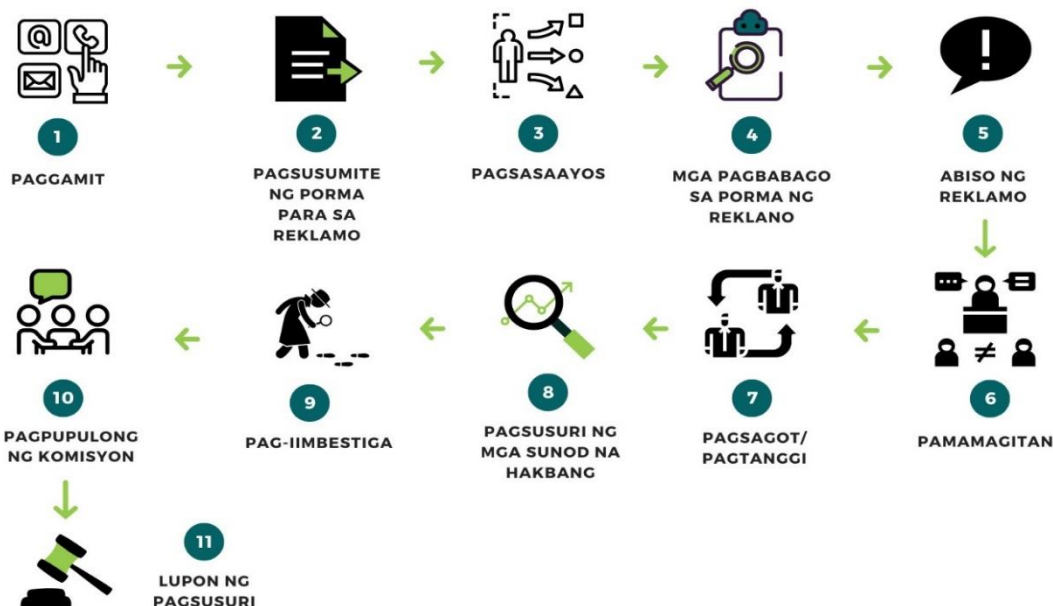 1
PAGGAMIT
2
PAGSUSUMITE
NG PORMA
PARA SA
REKLAMO
3
PAGSASAAYOS
4
MGA PAGBABAGO
SA PORMA NG
REKLANO
5
ABISO NG
REKLAMO
6
PAMAMAGITAN
7
PAGSAGOT/
PAGTANGGI
8
PAGSUSURI NG
MGA SUNOD NA
HAKBANG
9
PAG-IIMBESTIGA
10
PAGPUPULONG
NG KOMISYON
11
LUPON NG
PAGSUSURI